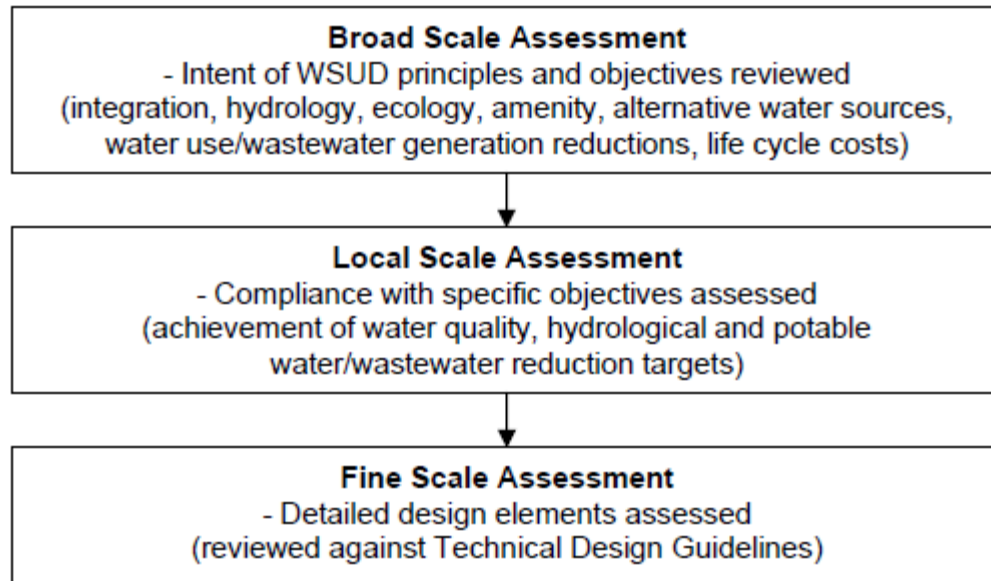 Broad Scale Assessment
- Intent of WSUD principles and objectives reviewed
(integration, hydrology, ecology, amenity, alternative water sources,
water use/wastewater generation reductions, life cycle costs)
Local Scale Assessment
- Compliance with specific objectives assessed
(achievement of water quality, hydrological and potable
water/wastewater reduction targets)
Fine Scale Assessment
- Detailed design elements assessed
(reviewed against Technical Design Guidelines)